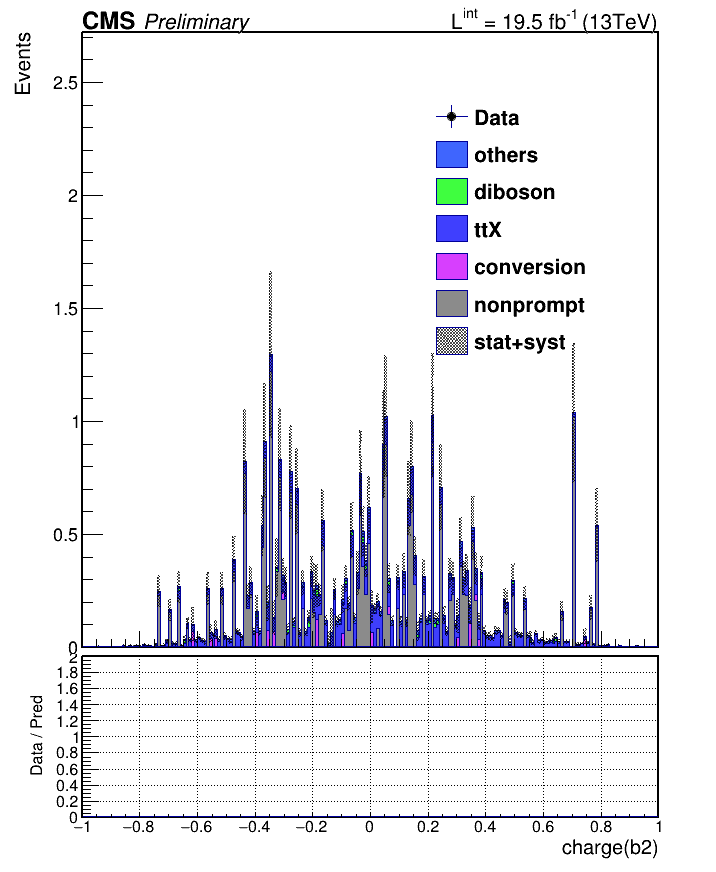 CMS Preliminary L^int = 19.5 fb^-1 (13TeV)
Events
2.5
2
1.5
1
0.5
0
Data
others
diboson
ttX
conversion
nonprompt
stat+syst
Data / Pred
2
1.8
1.6
1.4
1.2
1
0.8
0.6
0.4
0.2
0
−1 −0.8 −0.6 −0.4 −0.2 0 0.2 0.4 0.6 0.8 1
charge(b2)